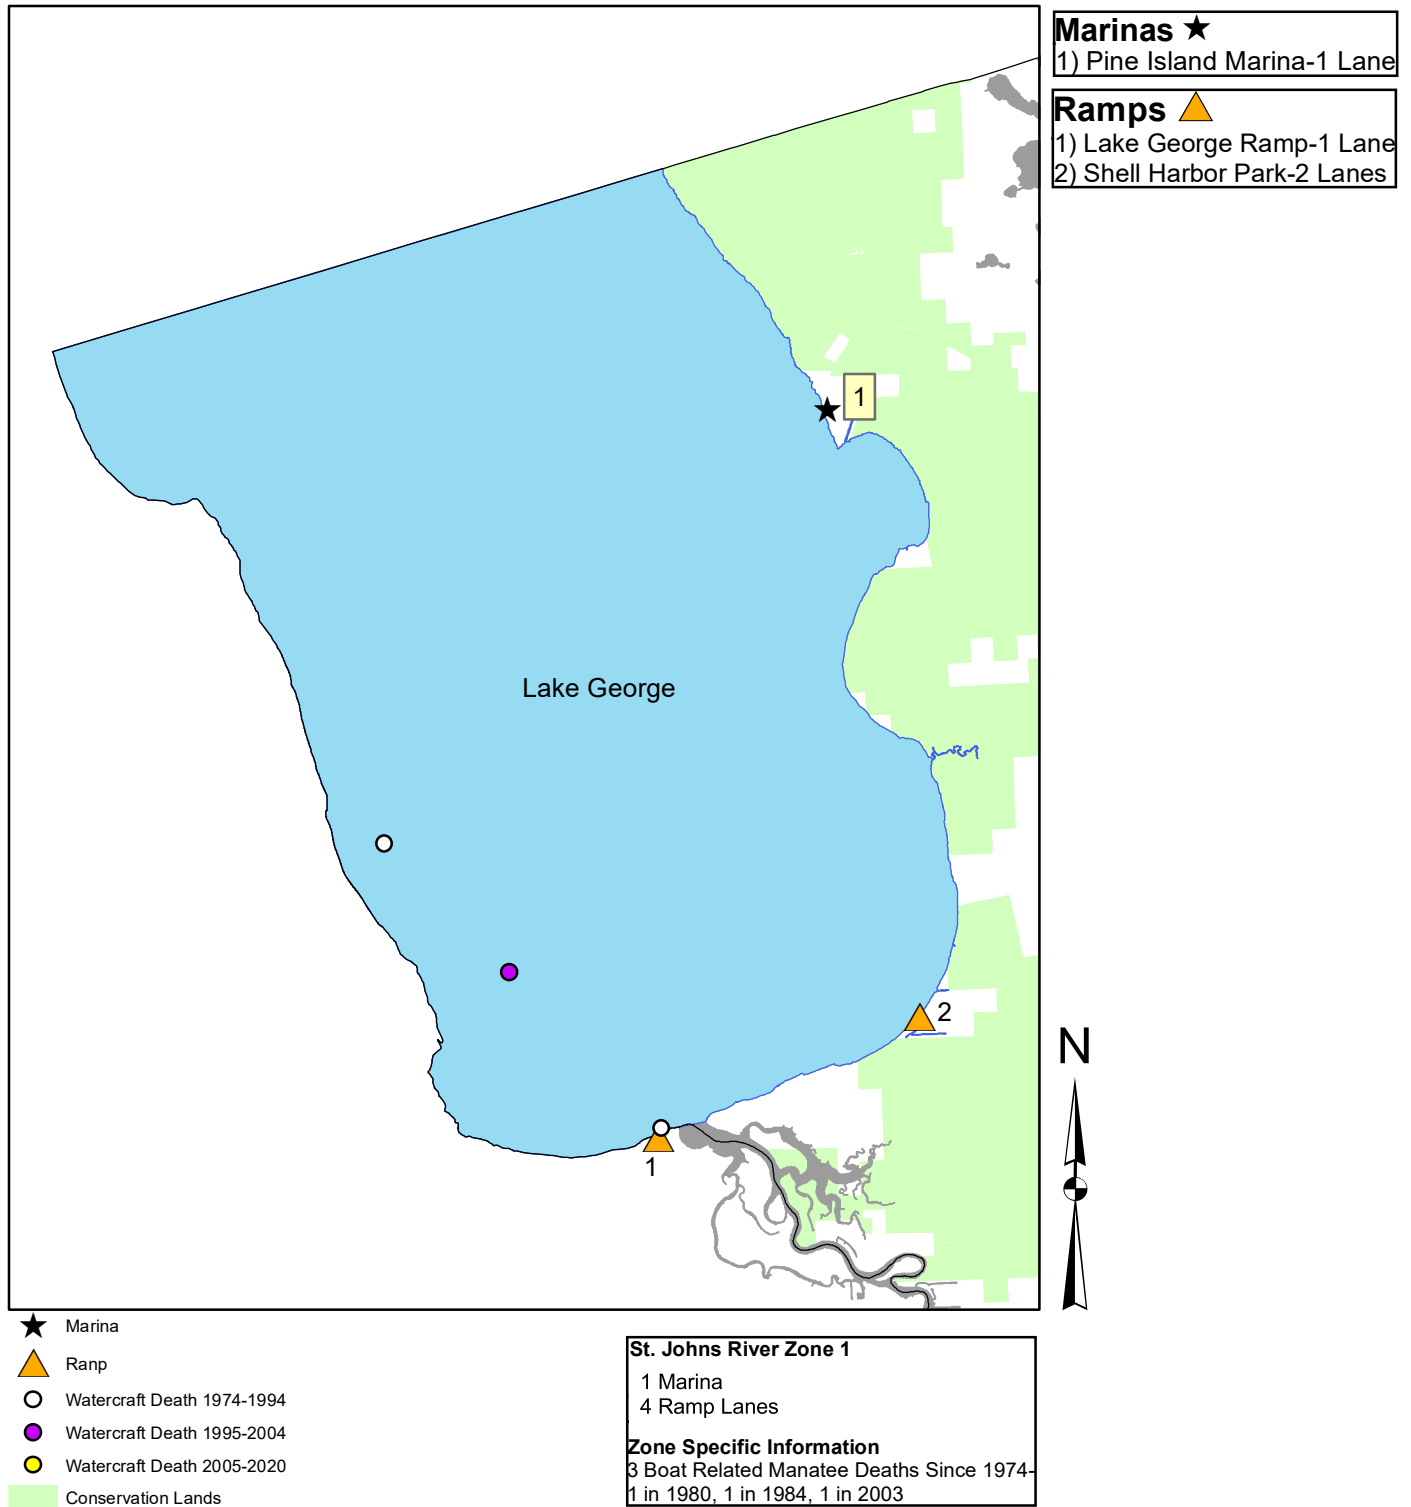 Marinas
1) Pine Island Marina-1 Lane
Ramps
1) Lake George Ramp-1 Lane
2) Shell Harbor Park-2 Lanes
1
Lake George
2
1
N
Marina
Ranp
Watercraft Death 1974-1994
Watercraft Death 1995-2004
Watercraft Death 2005-2020
Conservation Lands
St. Johns River Zone 1
1 Marina
4 Ramp Lanes
Zone Specific Information
3 Boat Related Manatee Deaths Since 1974-
1 in 1980, 1 in 1984, 1 in 2003